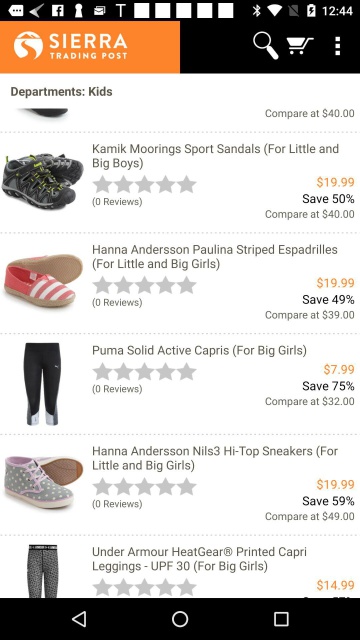 12:44
SIERRA
TRADING POST
Departments: Kids
Compare at $40.00
Kamik Moorings Sport Sandals (For Little and
Big Boys)
(0 Reviews)
$19.99
Save 50%
Compare at $40.00
Hanna Andersson Paulina Striped Espadrilles
(For Little and Big Girls)
(0 Reviews)
$19.99
Save 49%
Compare at $39.00
Puma Solid Active Capris (For Big Girls)
(0 Reviews)
$7.99
Save 75%
Compare at $32.00
Hanna Andersson Nils3 Hi-Top Sneakers (For
Little and Big Girls)
(0 Reviews)
$19.99
Save 59%
Compare at $49.00
Under Armour HeatGear® Printed Capri
Leggings - UPF 30 (For Big Girls)
$14.99